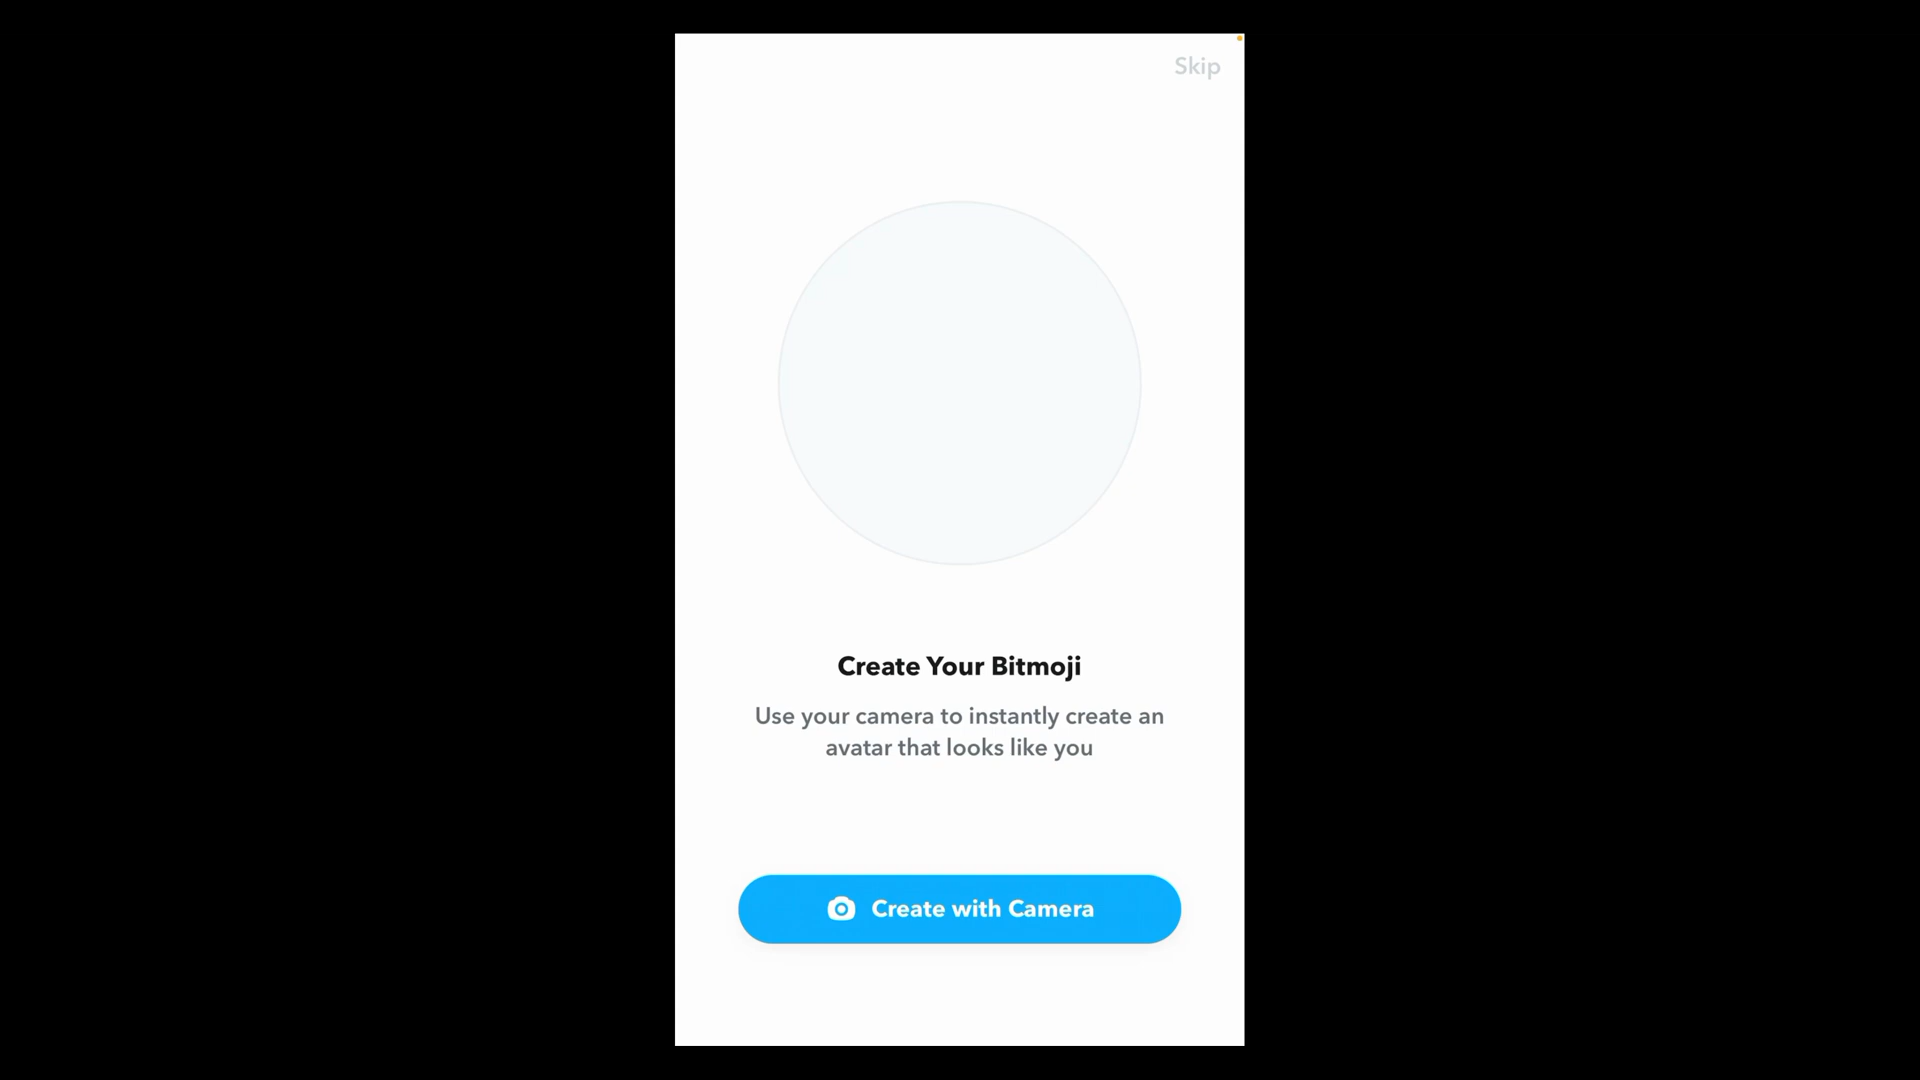 Skip
Create Your Bitmoji
Use your camera to instantly create an
avatar that looks like you
Create with Camera